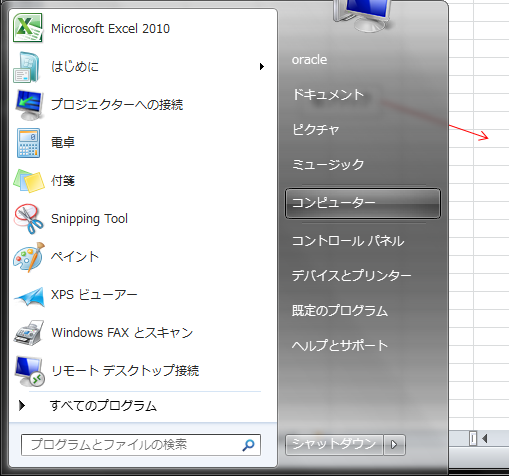 Microsoft Excel 2010
はじめに
プロジェクターへの接続
電卓
付箋
Snipping Tool
ペイント
XPS ビューアー
Windows FAX とスキャン
リモート デスクトップ接続
すべてのプログラム
プログラムとファイルの検索
oracle
ドキュメント
ピクチャ
ミュージック
コンピューター
コントロール パネル
デバイスとプリンター
既定のプログラム
ヘルプとサポート
シャットダウン